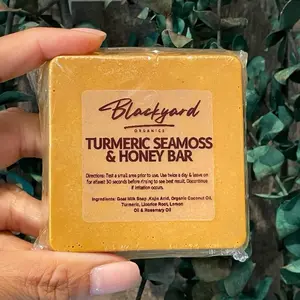 Blackyard
ORGANICS
TURMERIC SEAMOSS
& HONEY BAR
Directions: Test a small area prior to use. Use twice a day & leave on
for atleast 30 seconds before rinsing to see best result. Discontinue
if irritation occurs.
Ingredients: Goat Milk Soap ,Kojic Acid, Organic Coconut Oil,
Turmeric, Licorice Root, Lemon
Oil & Rosemary Oil